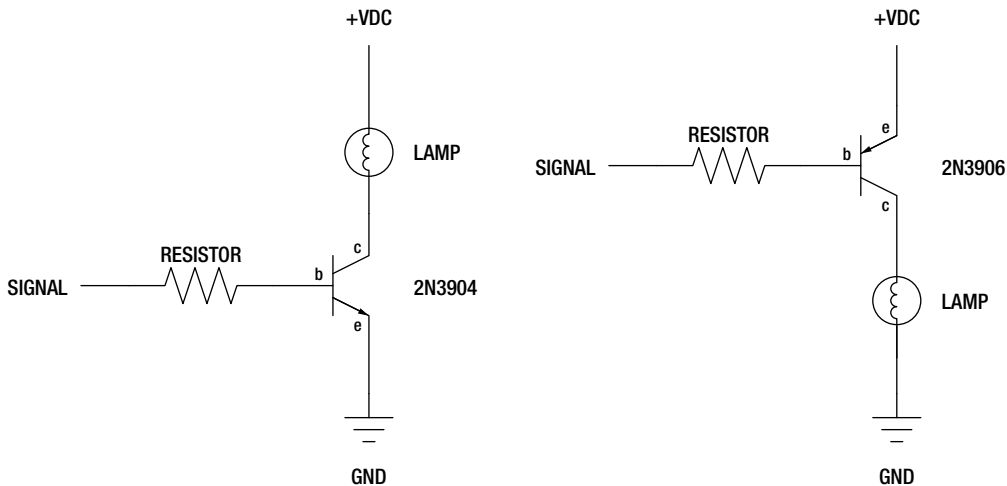 +VDC
LAMP
c
RESISTOR
b
SIGNAL
2N3904
e
GND
+VDC
e
RESISTOR
b
SIGNAL
2N3906
c
LAMP
GND